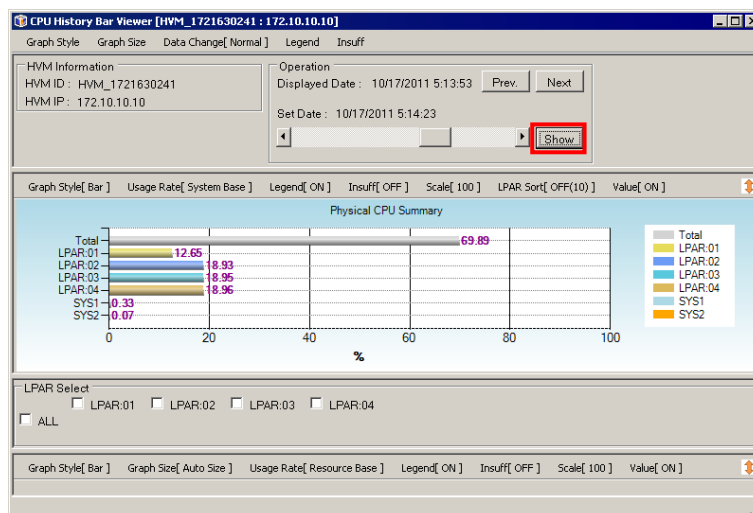 CPU History Bar Viewer [HVM_1721630241 : 172.10.10.10]
Graph Style Graph Size Data Change[ Normal ] Legend Insuff
HVM Information
HVM ID : HVM_1721630241
HVM IP : 172.10.10.10
Operation
Displayed Date : 10/17/2011 5:13:53 Prev. Next
Set Date : 10/17/2011 5:14:23
Show
Graph Style[ Bar ] Usage Rate[ System Base ] Legend[ ON ] Insuff[ OFF ] Scale[ 100 ] LPAR Sort[ OFF(10) ] Value[ ON ]
Physical CPU Summary
Total 69.89
LPAR:01 12.65
LPAR:02 18.93
LPAR:03 18.95
LPAR:04 18.96
SYS1 0.33
SYS2 0.07
0 20 40 60 80 100
%
Total
LPAR:01
LPAR:02
LPAR:03
LPAR:04
SYS1
SYS2
LPAR Select
LPAR:01 LPAR:02 LPAR:03 LPAR:04
ALL
Graph Style[ Bar ] Graph Size[ Auto Size ] Usage Rate[ Resource Base ] Legend[ ON ] Insuff[ OFF ] Scale[ 100 ] Value[ ON ]